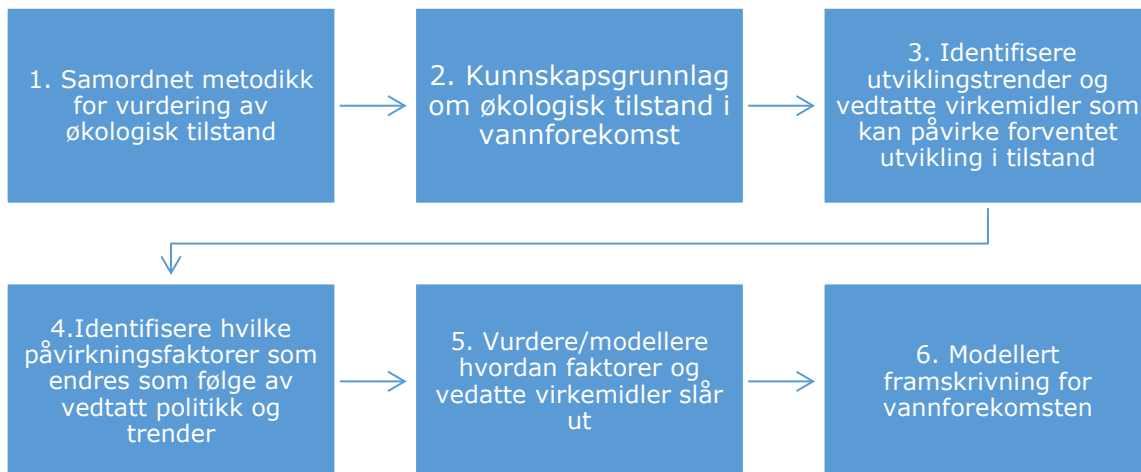 1. Samordnet metodikk
for vurdering av
økologisk tilstand
2. Kunnskapsgrunnlag
om økologisk tilstand i
vannforekomst
3. Identifisere
utviklingstrender og
vedtatte virkemidler som
kan påvirke forventet
utvikling i tilstand
4.Identifisere hvilke
påvirkningsfaktorer som
endres som følge av
vedtatt politikk og
trender
5. Vurdere/modellere
hvordan faktorer og
vedatte virkemidler slår
ut
6. Modellert
framskrivning for
vannforekomsten